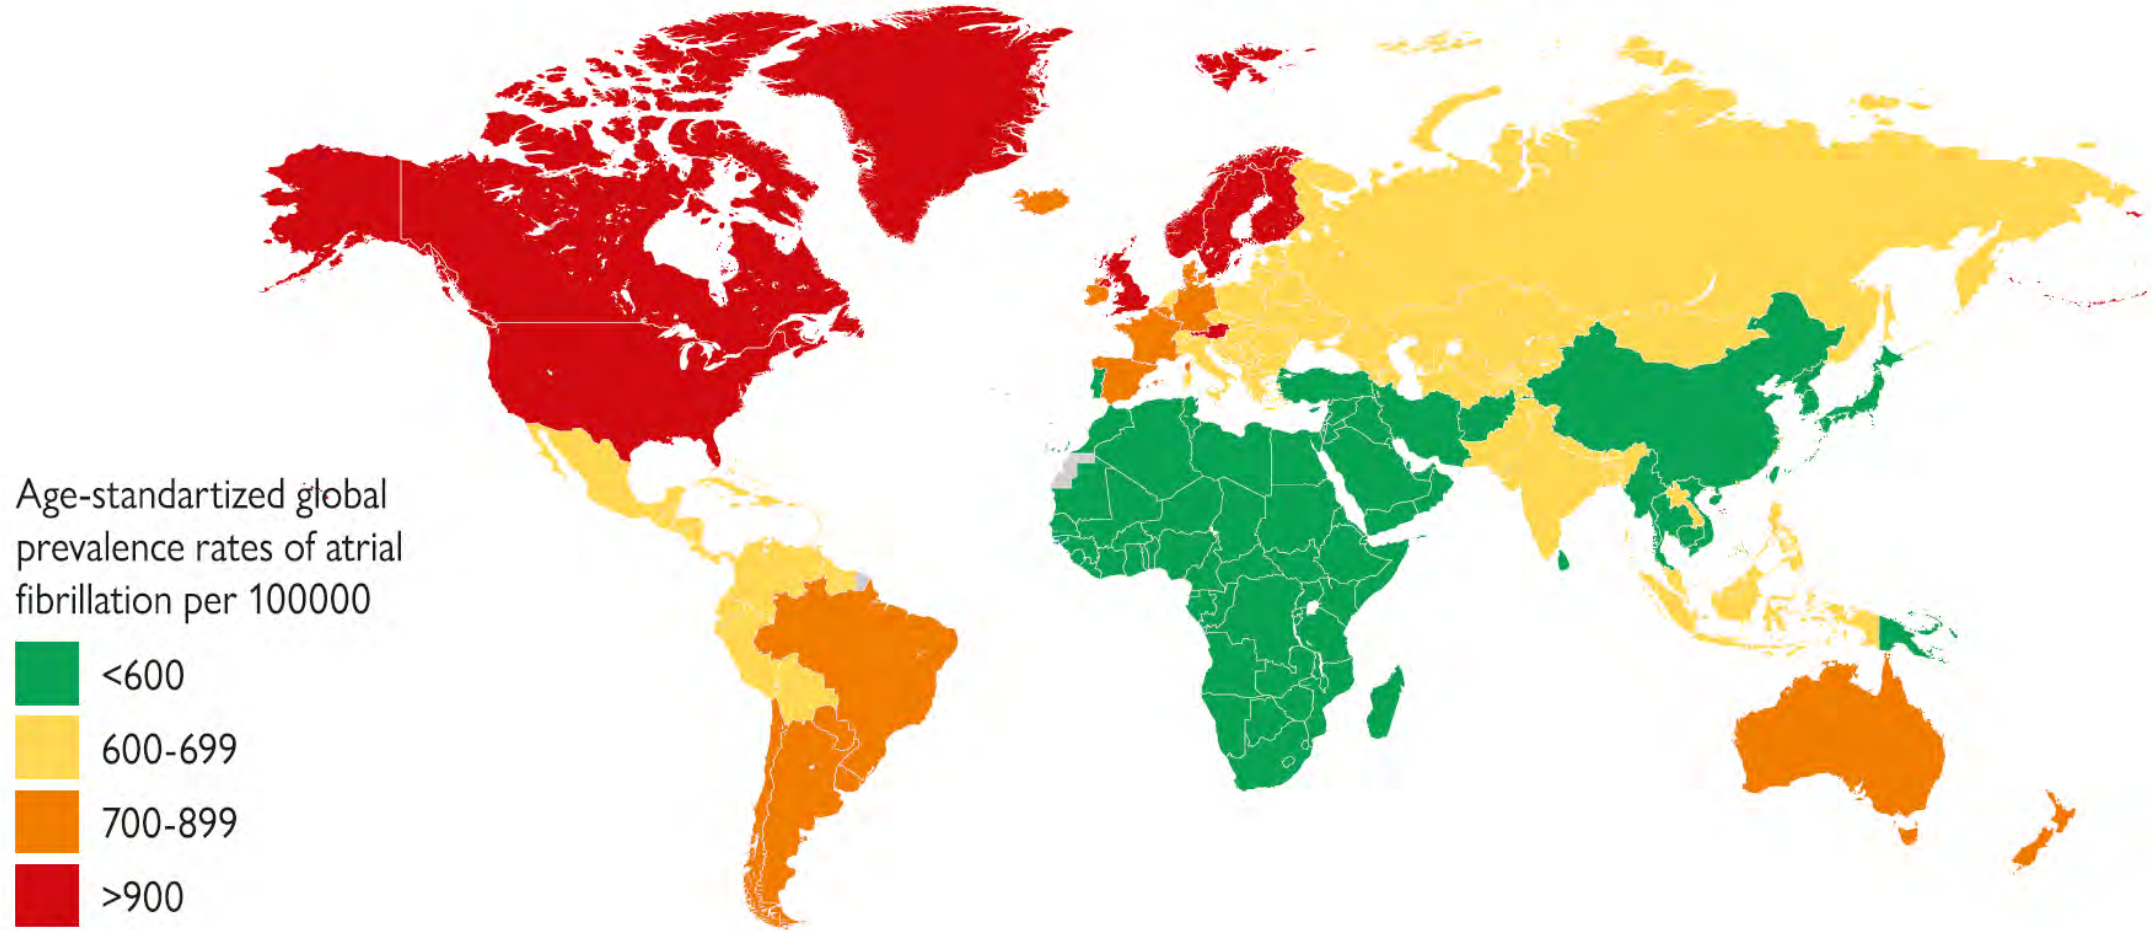 Age-standartized global
prevalence rates of atrial
fibrillation per 100000
<600
600-699
700-899
>900